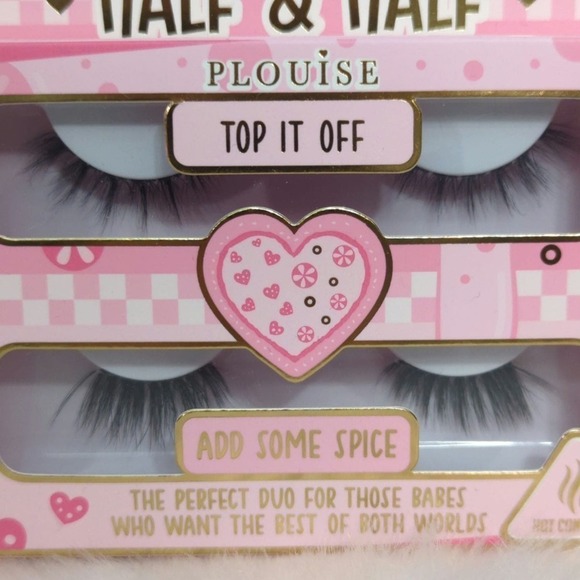 HALF & HALF
PLOUISE
TOP IT OFF
ADD SOME SPICE
THE PERFECT DUO FOR THOSE BABES
WHO WANT THE BEST OF BOTH WORLDS
HOT